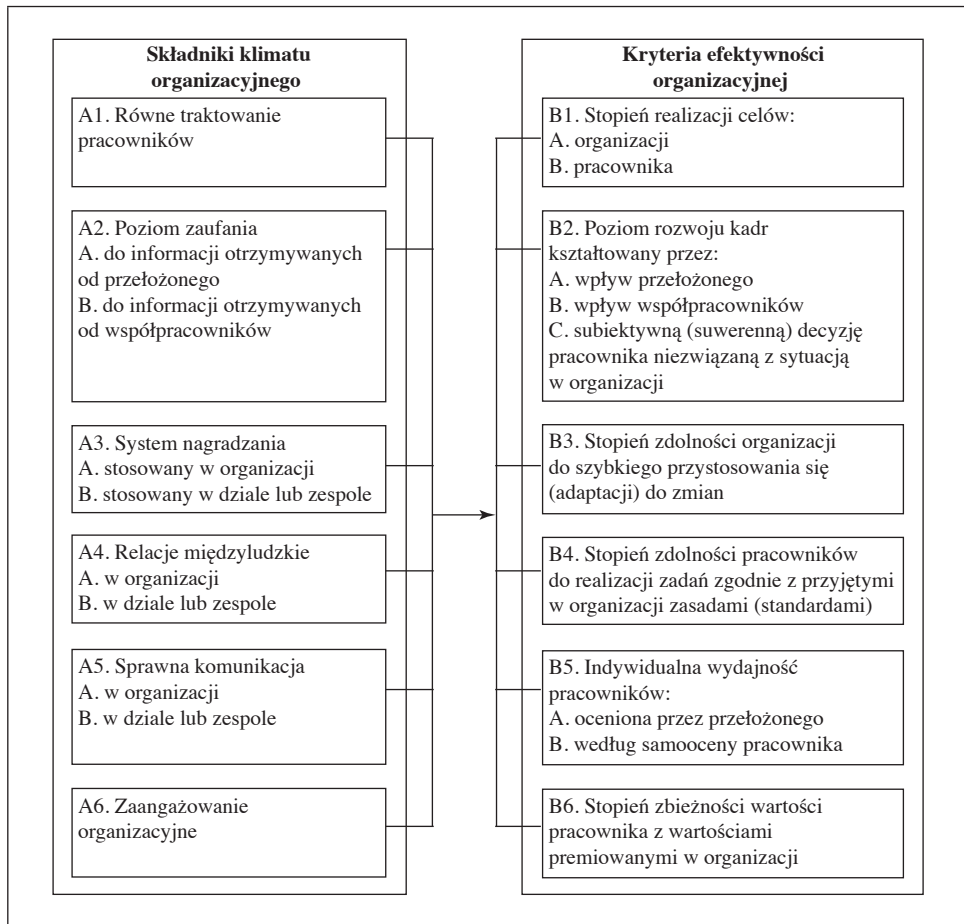 Składniki klimatu
organizacyjnego
A1. Równe traktowanie
pracowników
A2. Poziom zaufania
A. do informacji otrzymywanych
od przełożonego
B. do informacji otrzymywanych
od współpracowników
A3. System nagradzania
A. stosowany w organizacji
B. stosowany w dziale lub zespole
A4. Relacje międzyludzkie
A. w organizacji
B. w dziale lub zespole
A5. Sprawna komunikacja
A. w organizacji
B. w dziale lub zespole
A6. Zaangażowanie
organizacyjne
Kryteria efektywności
organizacyjnej
B1. Stopień realizacji celów:
A. organizacji
B. pracownika
B2. Poziom rozwoju kadr
kształtowany przez:
A. wpływ przełożonego
B. wpływ współpracowników
C. subiektywną (suwerenną) decyzję
pracownika niezwiązaną z sytuacją
w organizacji
B3. Stopień zdolności organizacji
do szybkiego przystosowania się
(adaptacji) do zmian
B4. Stopień zdolności pracowników
do realizacji zadań zgodnie z przyjętymi
w organizacji zasadami (standardami)
B5. Indywidualna wydajność
pracowników:
A. oceniona przez przełożonego
B. według samooceny pracownika
B6. Stopień zbieżności wartości
pracownika z wartościami
premiowanymi w organizacji